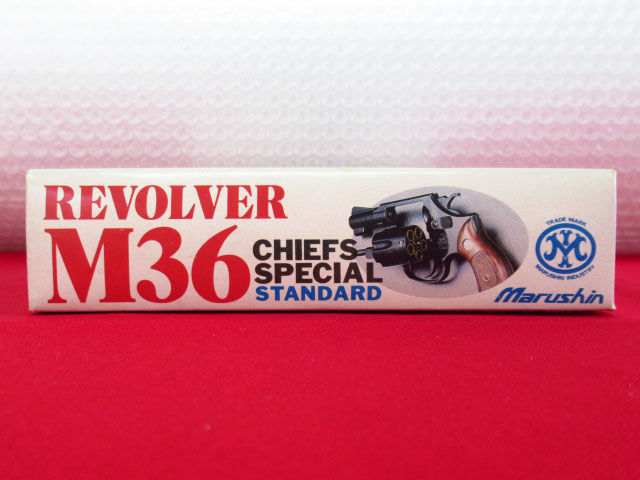 REVOLVER
M36
CHIEFS
SPECIAL
STANDARD
TRADE MARK
M
MARUSHIN INDUSTRY
Marushin